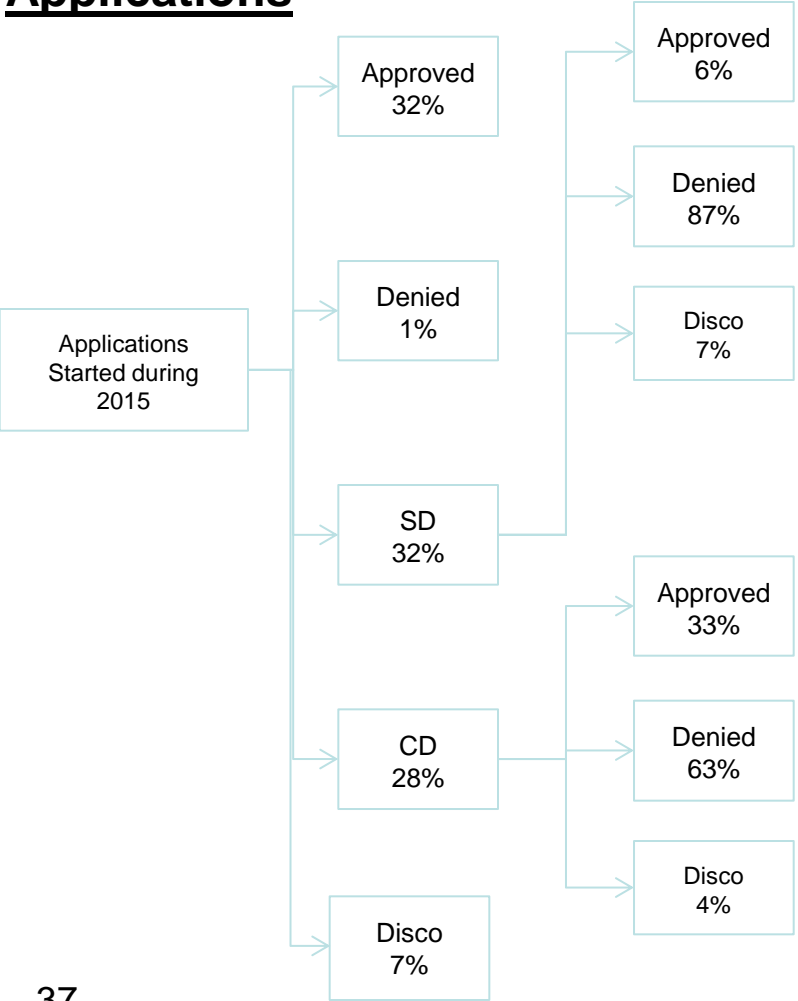 Applications
Applications
Started during
2015
Approved
32%
Denied
1%
SD
32%
CD
28%
Disco
7%
Approved
6%
Denied
87%
Disco
7%
Approved
33%
Denied
63%
Disco
4%
37